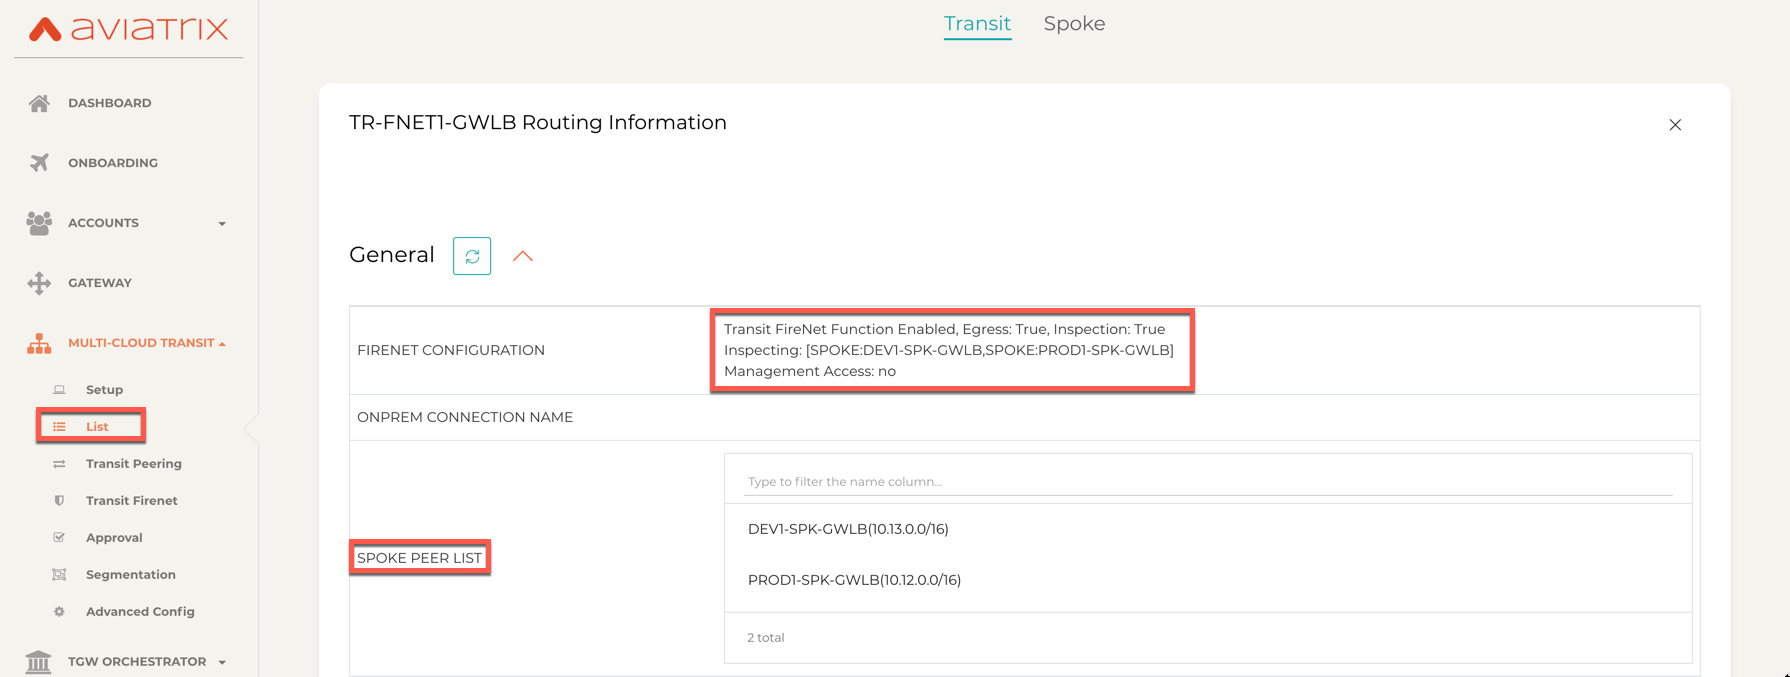 aviatrix
DASHBOARD
ONBOARDING
ACCOUNTS
GATEWAY
MULTI-CLOUD TRANSIT
Setup
List
Transit Peering
Transit Firenet
Approval
Segmentation
Advanced Config
TGW ORCHESTRATOR
Transit Spoke
TR-FNET1-GWLB Routing Information
General
FIRENET CONFIGURATION
Transit FireNet Function Enabled, Egress: True, Inspection: True
Inspecting: [SPOKE:DEV1-SPK-GWLB,SPOKE:PROD1-SPK-GWLB]
Management Access: no
ONPREM CONNECTION NAME
SPOKE PEER LIST
Type to filter the name column...
DEV1-SPK-GWLB(10.13.0.0/16)
PROD1-SPK-GWLB(10.12.0.0/16)
2 total